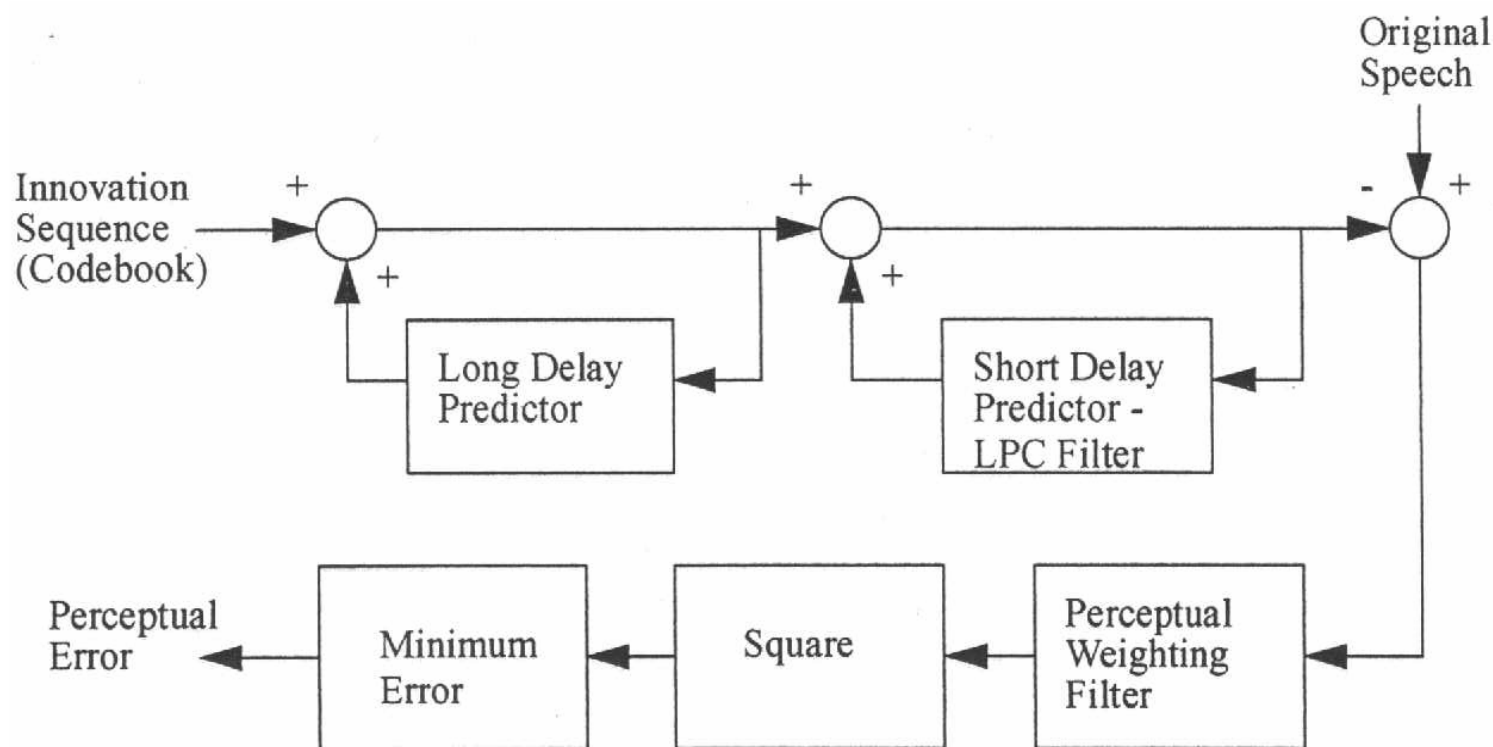 Original
Speech
Innovation
Sequence
(Codebook)
+
+
+
+
-
+
Long Delay
Predictor
Short Delay
Predictor -
LPC Filter
Perceptual
Error
Minimum
Error
Square
Perceptual
Weighting
Filter